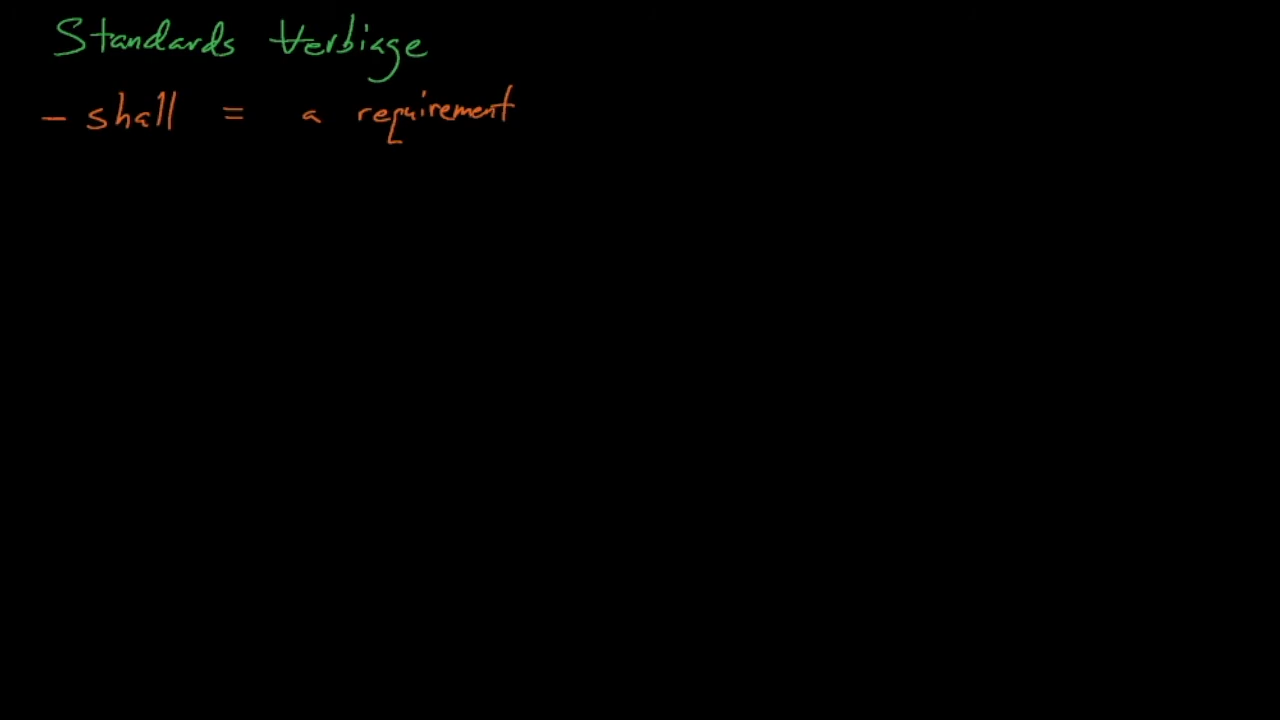 Standards Verbiage
- shall = a requirement